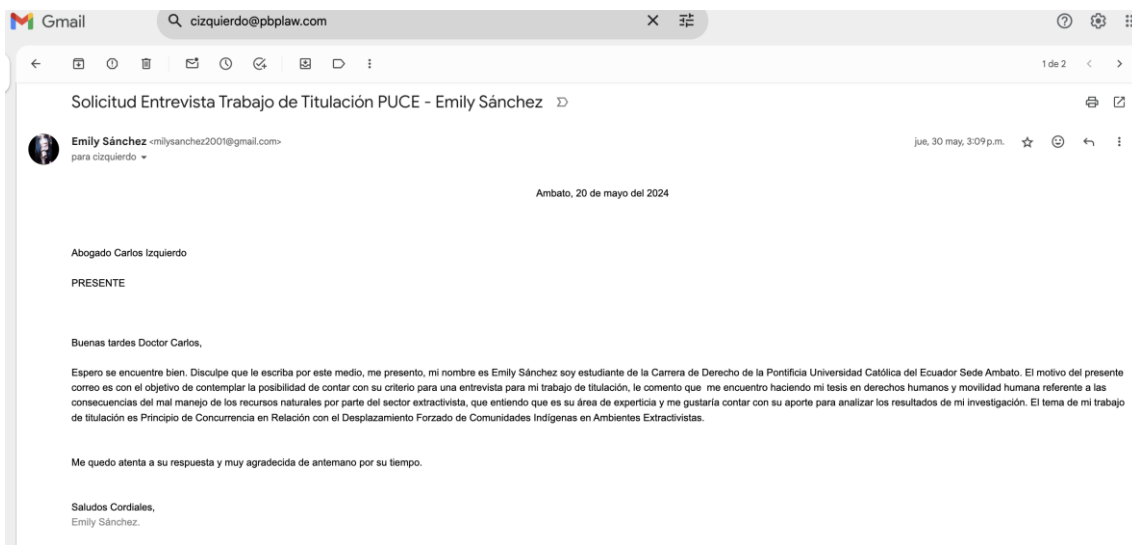 Gmail
cizquierdo@pbplaw.com
1 de 2
Solicitud Entrevista Trabajo de Titulación PUCE - Emily Sánchez
Emily Sánchez <milysanchez2001@gmail.com>
jue, 30 may, 3:09 p.m.
para cizquierdo
Ambato, 20 de mayo del 2024
Abogado Carlos Izquierdo
PRESENTE
Buenas tardes Doctor Carlos,
Espero se encuentre bien. Disculpe que le escriba por este medio, me presento, mi nombre es Emily Sánchez soy estudiante de la Carrera de Derecho de la Pontificia Universidad Católica del Ecuador Sede Ambato. El motivo del presente
correo es con el objetivo de contemplar la posibilidad de contar con su criterio para una entrevista para mi trabajo de titulación, le comento que me encuentro haciendo mi tesis en derechos humanos y movilidad humana referente a las
consecuencias del mal manejo de los recursos naturales por parte del sector extractivista, que entiendo que es su área de experticia y me gustaría contar con su aporte para analizar los resultados de mi investigación. El tema de mi trabajo
de titulación es Principio de Concurrencia en Relación con el Desplazamiento Forzado de Comunidades Indígenas en Ambientes Extractivistas.
Me quedo atenta a su respuesta y muy agradecida de antemano por su tiempo.
Saludos Cordiales,
Emily Sánchez.